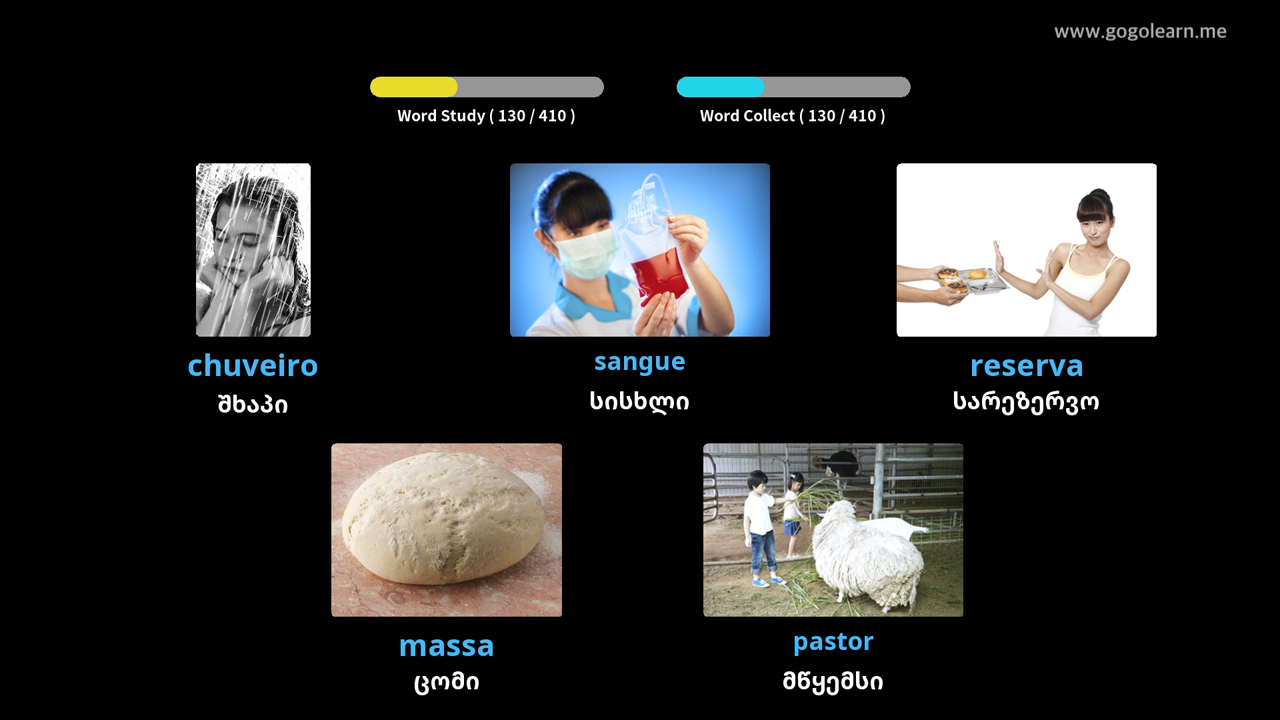 www.gogolearn.me
Word Study ( 130 / 410 )
Word Collect ( 130 / 410 )
chuveiro
შხაპი
sangue
სისხლი
reserva
სარეზერვო
massa
ცომი
pastor
მწყემსი